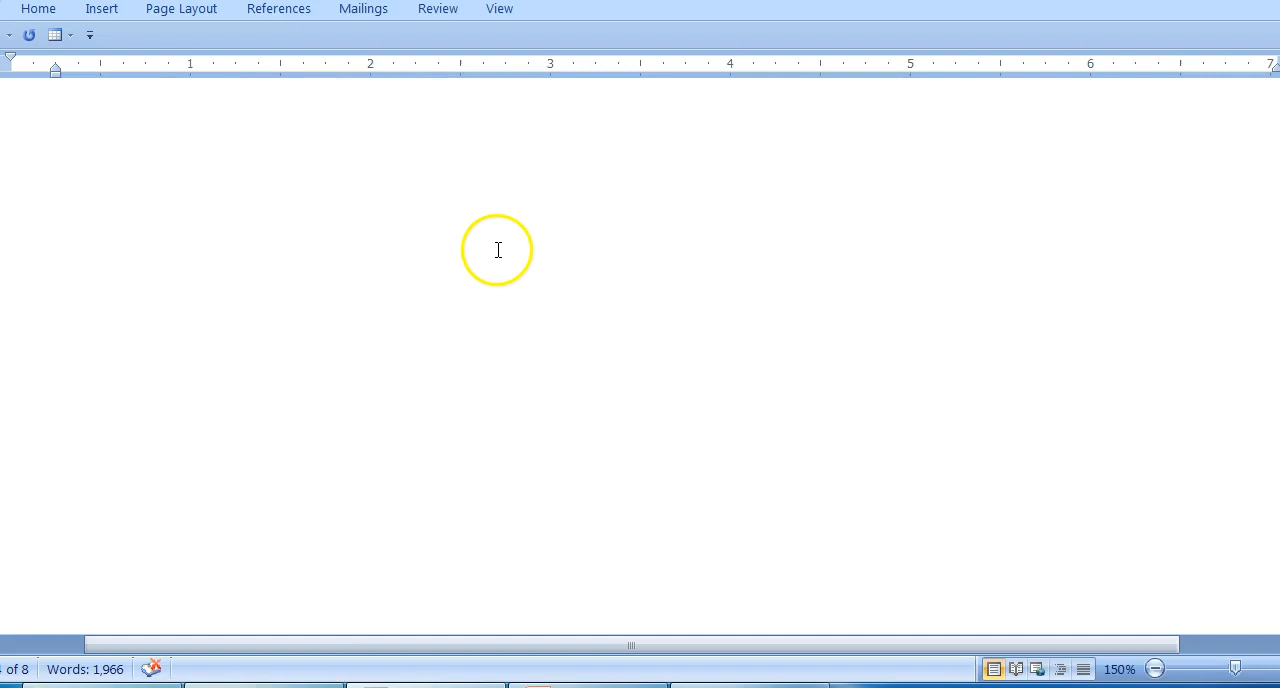 Home Insert Page Layout References Mailings Review View
1 2 3 4 5 6 7
of 8 Words: 1,966 150%